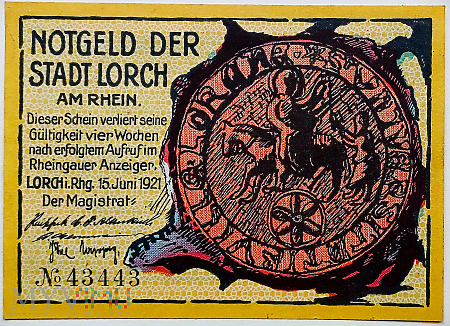 NOTGELD DER
STADT LORCH
AM RHEIN.
Dieser Schein verliert seine
Gültigkeit vier Wochen
nach erfolgtem Aufruf im
Rheingauer Anzeiger.
LORCH i. Rhg. 15. Juni 1921
Der Magistrat:
№ 43443